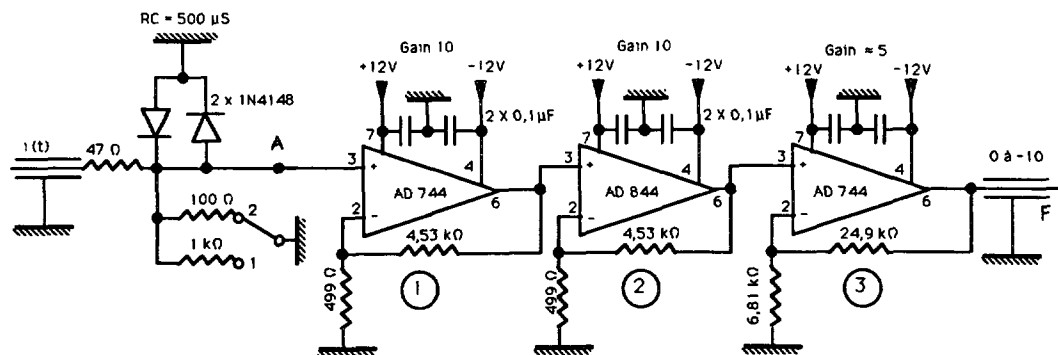 RC = 500 µS
Gain 10
Gain 10
Gain ≈ 5
+12V
-12V
+12V
-12V
+12V
-12V
2 x 1N4148
2 X 0,1µF
2 X 0,1µF
i(t)
47 Ω
A
3
+
7
4
AD 744
6
2
-
3
+
7
4
AD 844
6
2
-
3
+
7
4
AD 744
6
2
-
0 à -10
F
100 Ω
2
1 kΩ
1
4,53 kΩ
4,53 kΩ
24,9 kΩ
499 Ω
1
499 Ω
2
6,81 kΩ
3